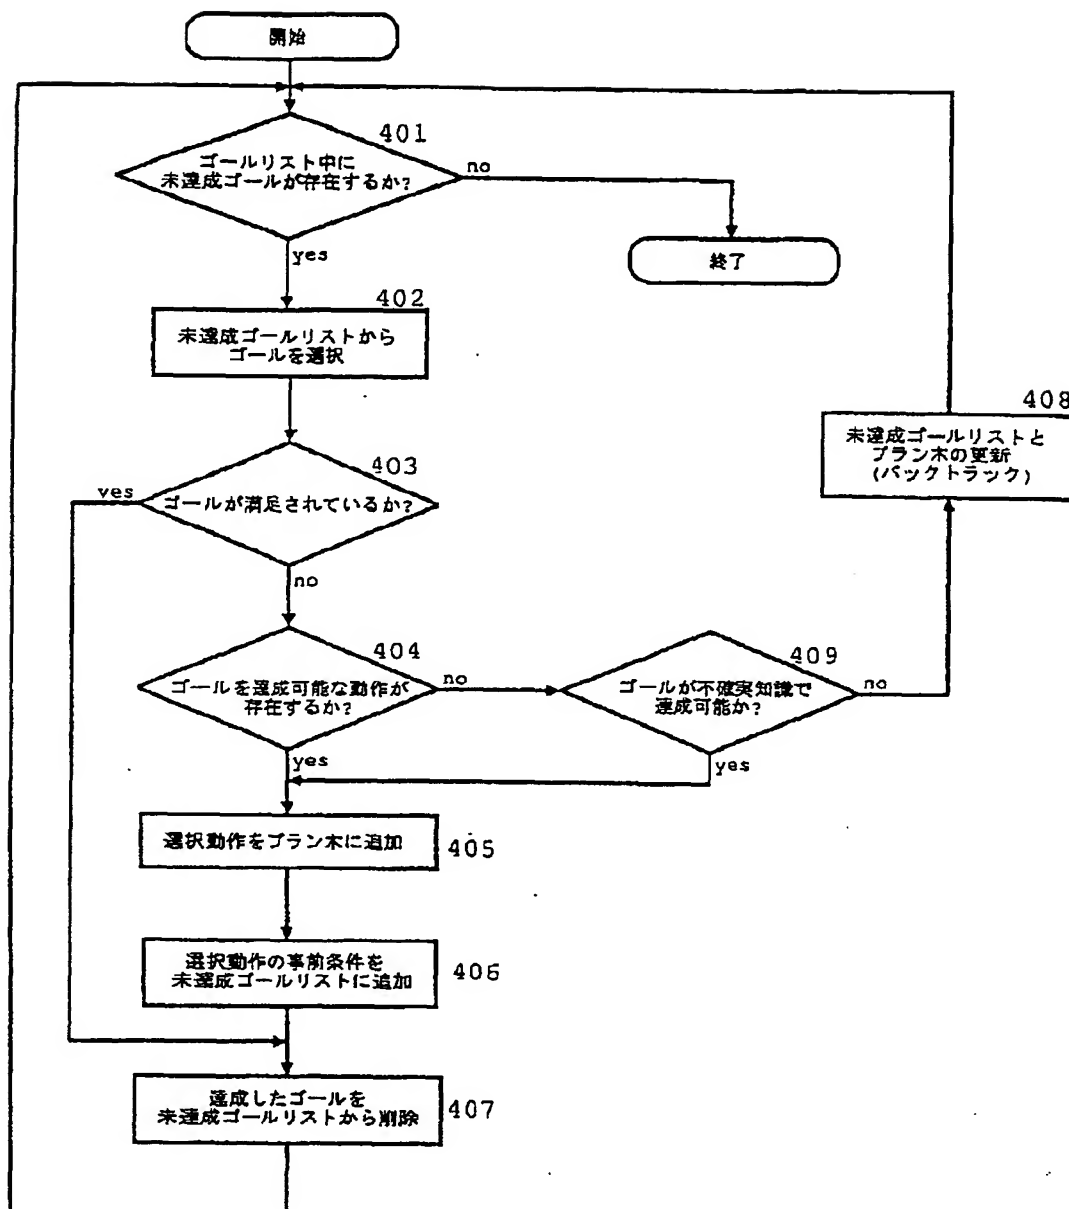 開始
401
ゴールリスト中に
未達成ゴールが存在するか?
no
yes
終了
402
未達成ゴールリストから
ゴールを選択
408
未達成ゴールリストと
プラン木の更新
(バックトラック)
403
yes
ゴールが満足されているか?
no
404
ゴールを達成可能な動作が
存在するか?
no
409
ゴールが不確実知識で
達成可能か?
no
yes
yes
選択動作をプラン木に追加
405
選択動作の事前条件を
未達成ゴールリストに追加
406
達成したゴールを
未達成ゴールリストから削除
407